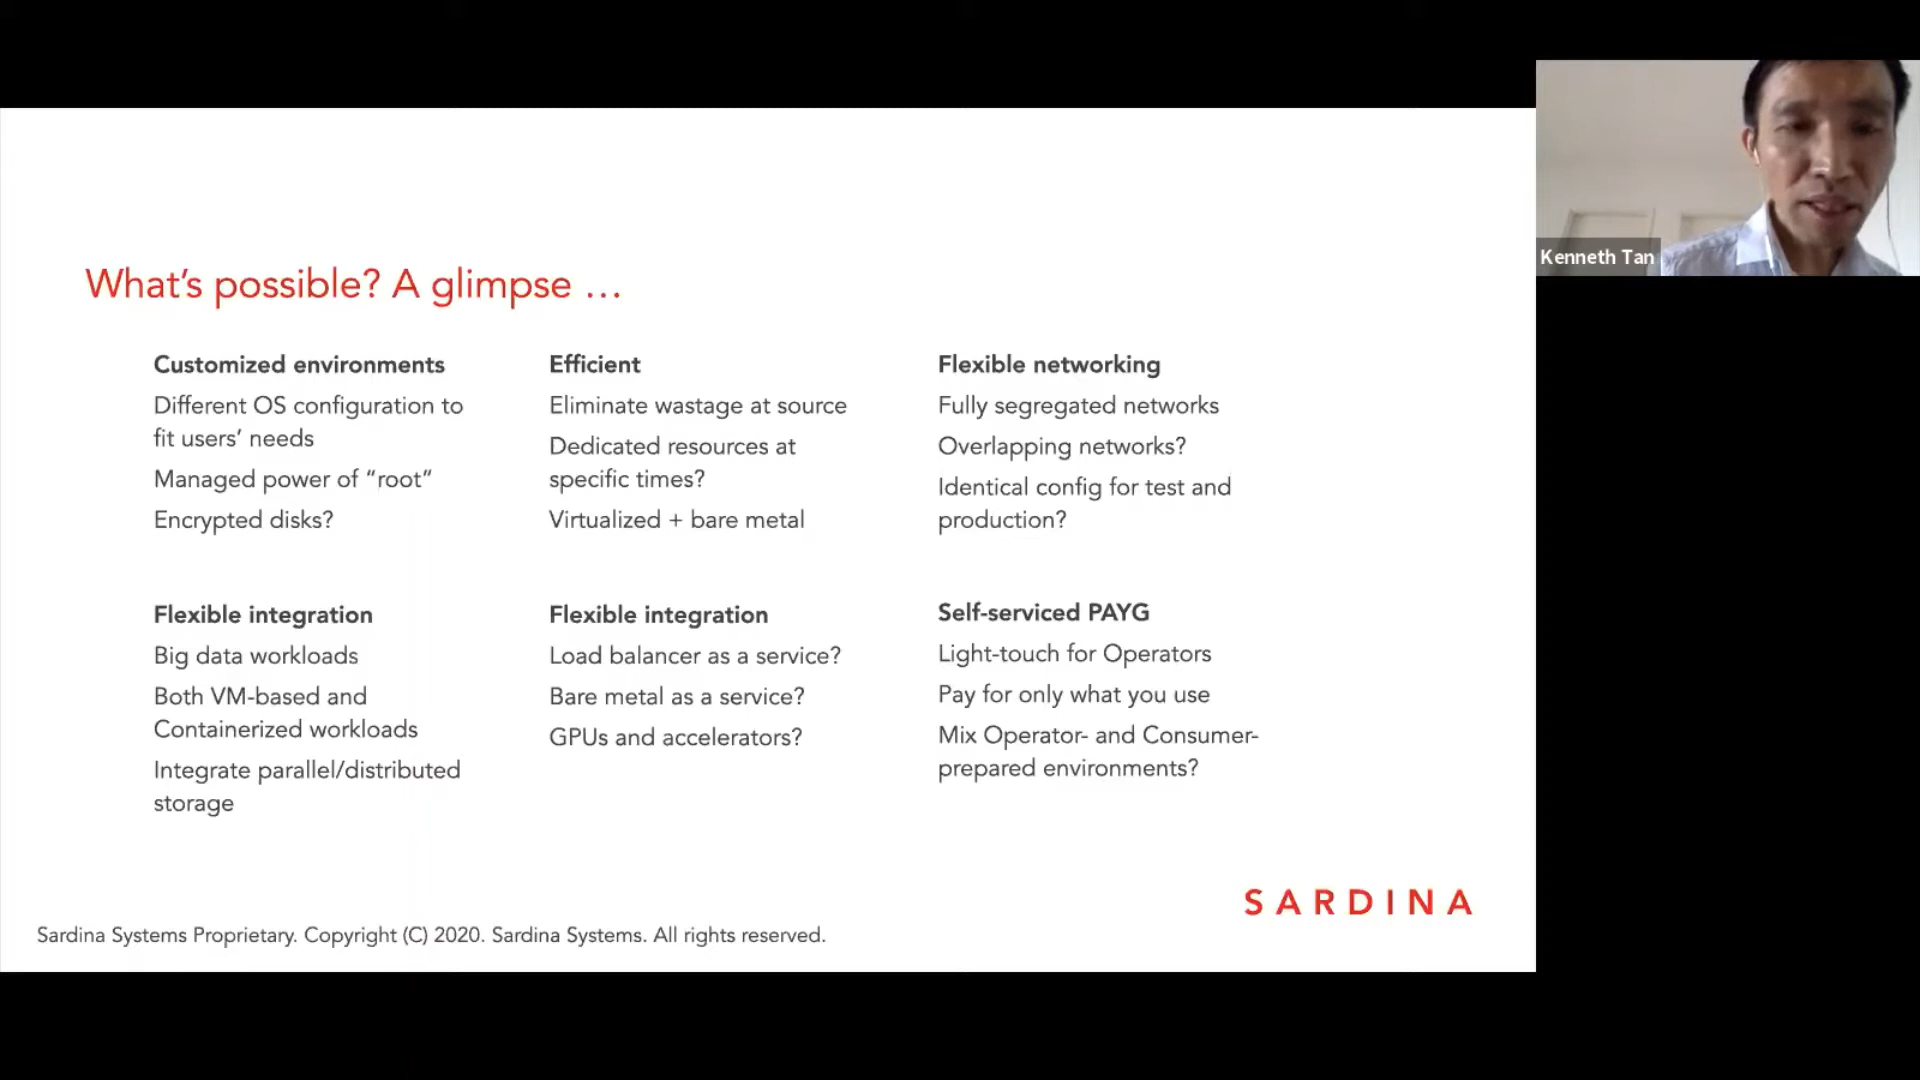 What's possible? A glimpse …
Customized environments
Different OS configuration to
fit users' needs
Managed power of “root”
Encrypted disks?
Efficient
Eliminate wastage at source
Dedicated resources at
specific times?
Virtualized + bare metal
Flexible networking
Fully segregated networks
Overlapping networks?
Identical config for test and
production?
Flexible integration
Big data workloads
Both VM-based and
Containerized workloads
Integrate parallel/distributed
storage
Flexible integration
Load balancer as a service?
Bare metal as a service?
GPUs and accelerators?
Self-serviced PAYG
Light-touch for Operators
Pay for only what you use
Mix Operator- and Consumer-
prepared environments?
SARDINA
Sardina Systems Proprietary. Copyright (C) 2020. Sardina Systems. All rights reserved.
Kenneth Tan